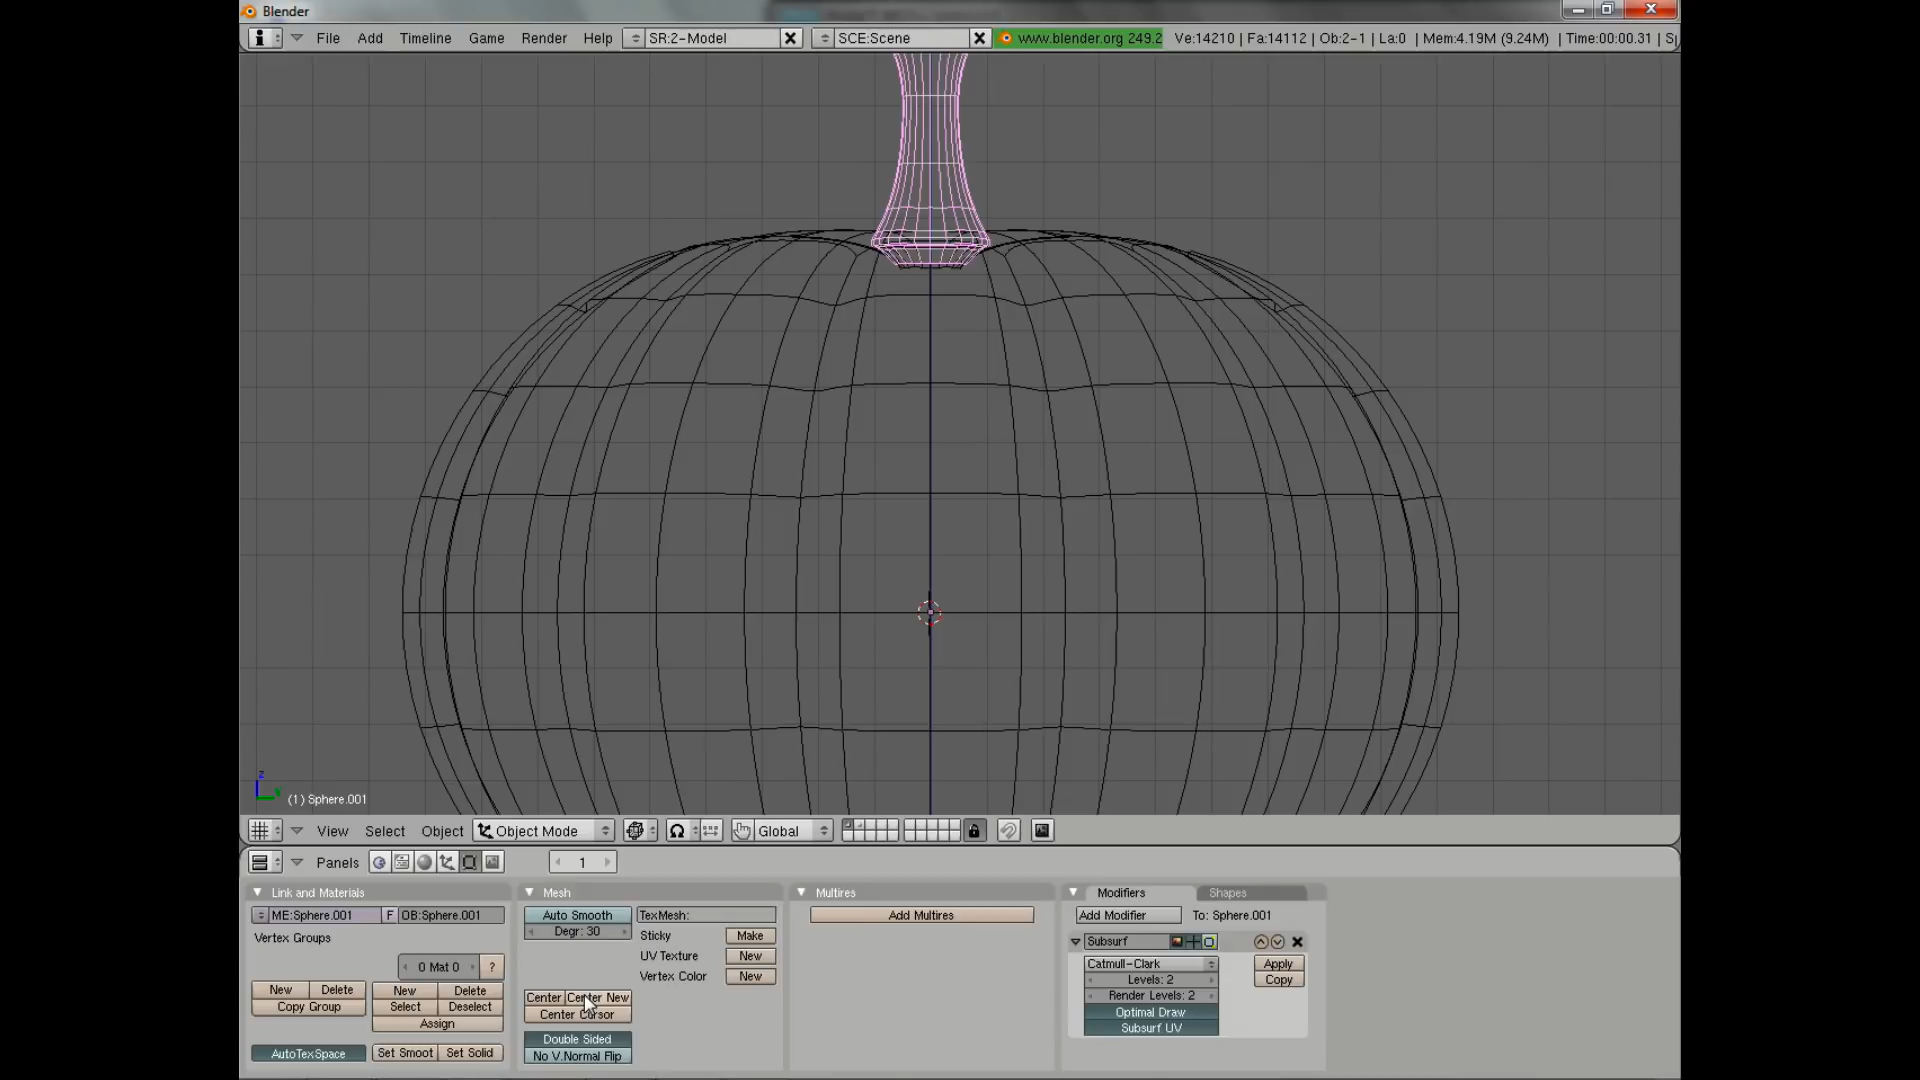 Blender
File Add Timeline Game Render Help SR:2-Model SCE:Scene www.blender.org 249.2 Ve:14210 | Fa:14112 | Ob:2-1 | La:0 | Mem:4.19M (9.24M) | Time:00:00.31 |
z
(1) Sphere.001
View Select Object Object Mode Global
Panels 1
Link and Materials Mesh Multires Modifiers Shapes
ME:Sphere.001 F OB:Sphere.001 Auto Smooth TexMesh: Add Multires Add Modifier To: Sphere.001
Vertex Groups Degr: 30 Sticky Make Subsurf
0 Mat 0 ? UV Texture New Catmull-Clark Apply
Vertex Color New Levels: 2 Copy
New Delete New Delete Center Center New Render Levels: 2
Copy Group Select Deselect Center Cursor Optimal Draw
Assign Subsurf UV
Double Sided
AutoTexSpace Set Smoot Set Solid No V.Normal Flip